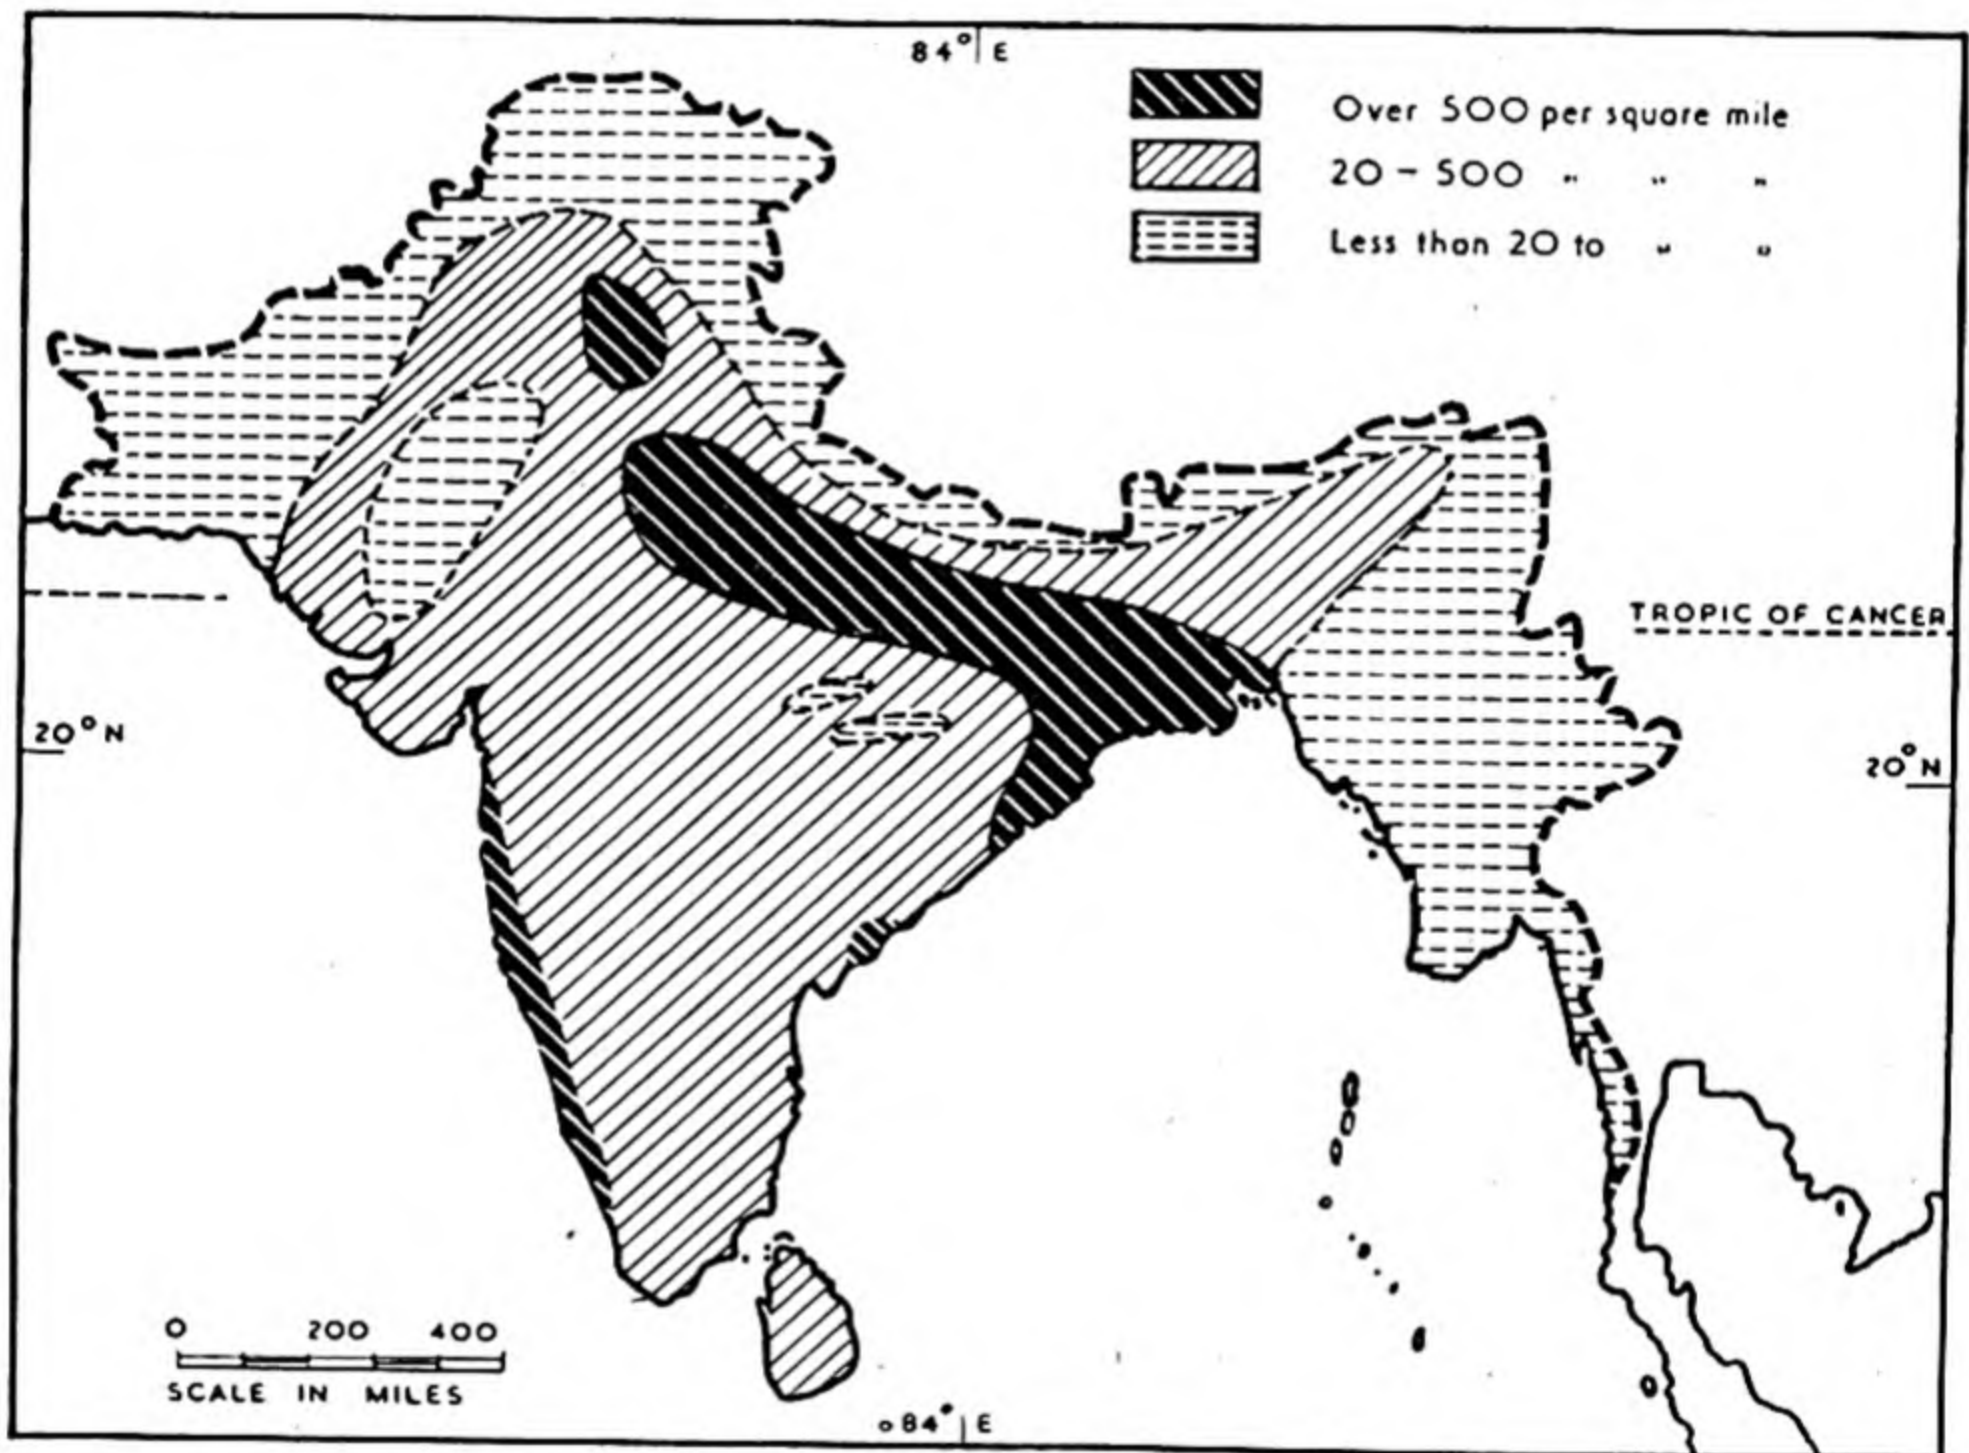 84° E
Over 500 per square mile
20 – 500 " " "
Less than 20 to " "
TROPIC OF CANCER
20° N
20° N
0 200 400
SCALE IN MILES
84° E